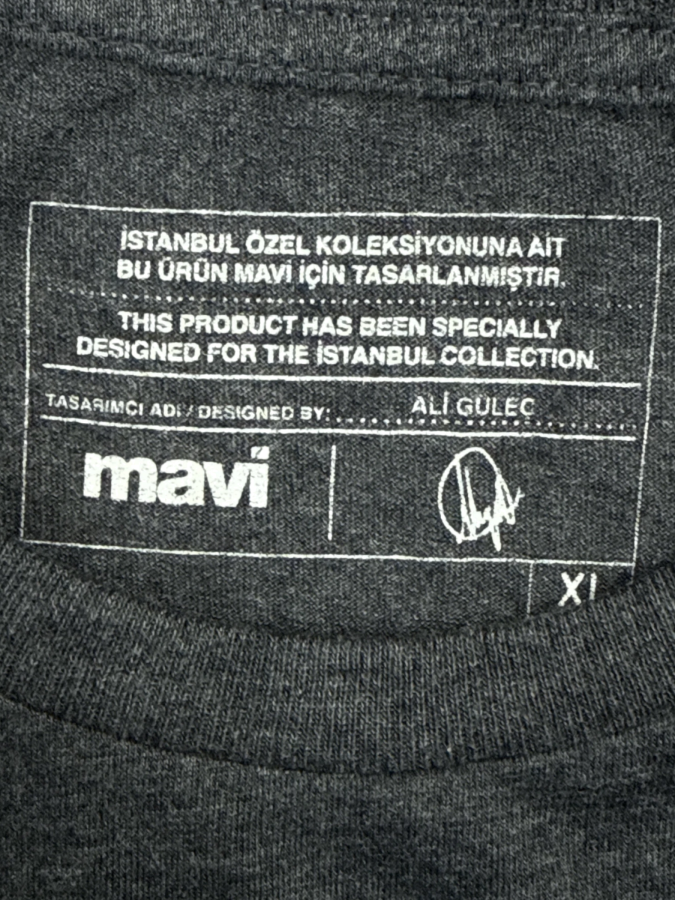 İSTANBUL ÖZEL KOLEKSİYONUNA AİT
BU ÜRÜN MAVİ İÇİN TASARLANMIŞTIR.
THIS PRODUCT HAS BEEN SPECIALLY
DESIGNED FOR THE İSTANBUL COLLECTION.
TASARIMCI ADI / DESIGNED BY: ALİ GULEC
mavi
XL